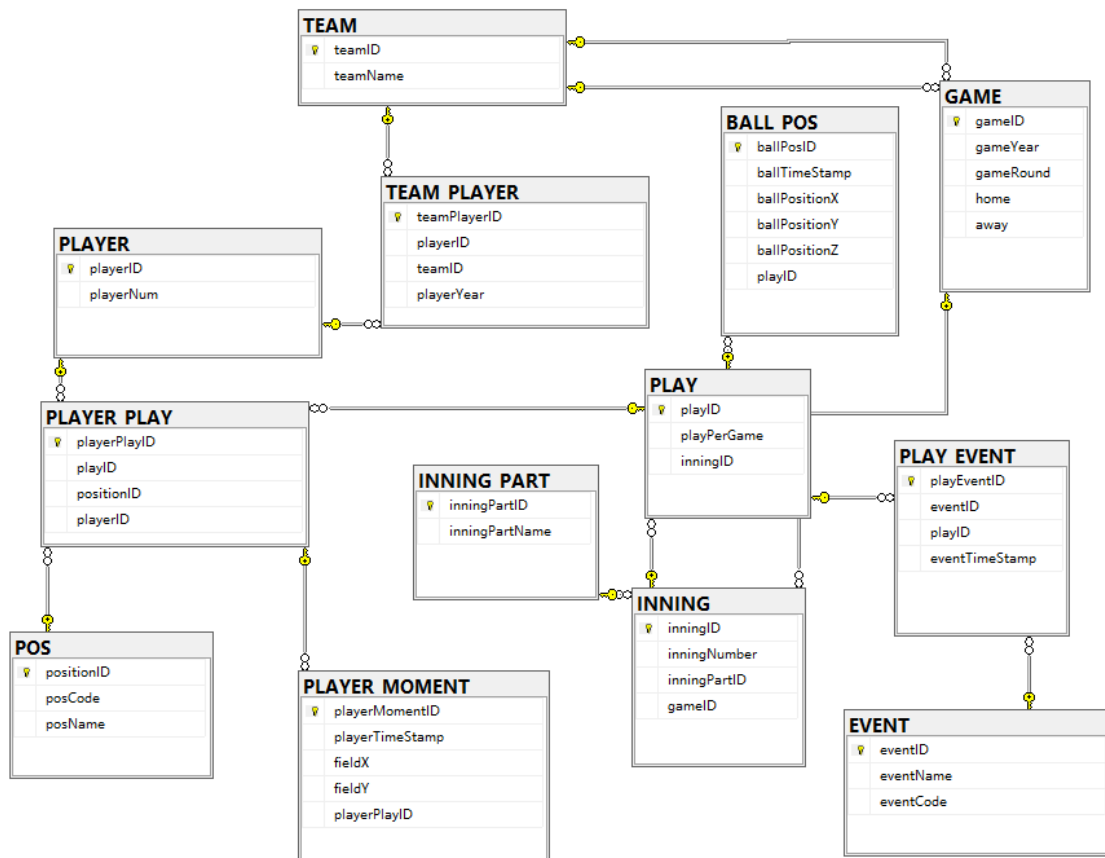 TEAM
teamID
teamName
GAME
gameID
gameYear
gameRound
home
away
BALL POS
ballPosID
ballTimeStamp
ballPositionX
ballPositionY
ballPositionZ
playID
TEAM PLAYER
teamPlayerID
playerID
teamID
playerYear
PLAYER
playerID
playerNum
PLAY
playID
playPerGame
inningID
PLAYER PLAY
playerPlayID
playID
positionID
playerID
PLAY EVENT
playEventID
eventID
playID
eventTimeStamp
INNING PART
inningPartID
inningPartName
INNING
inningID
inningNumber
inningPartID
gameID
POS
positionID
posCode
posName
PLAYER MOMENT
playerMomentID
playerTimeStamp
fieldX
fieldY
playerPlayID
EVENT
eventID
eventName
eventCode